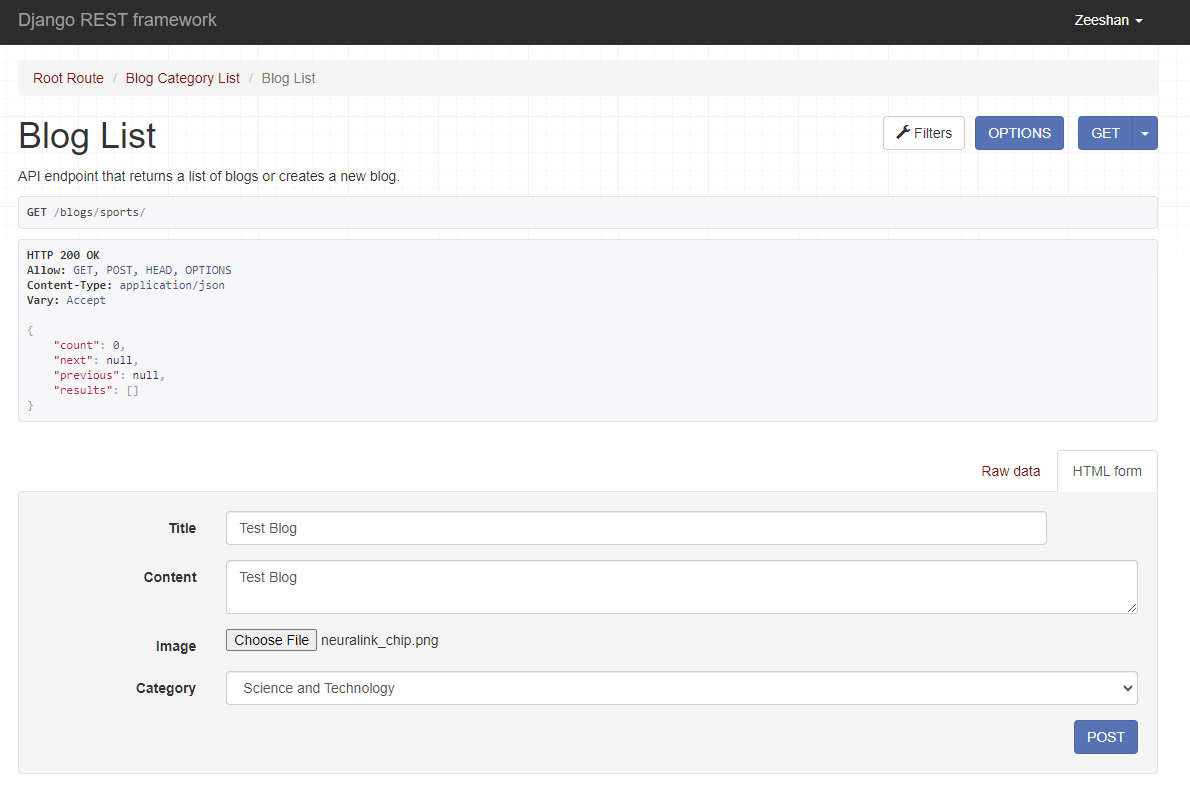 Django REST framework
Zeeshan
Root Route / Blog Category List / Blog List
Blog List
Filters
OPTIONS
GET
API endpoint that returns a list of blogs or creates a new blog.
GET /blogs/sports/
HTTP 200 OK
Allow: GET, POST, HEAD, OPTIONS
Content-Type: application/json
Vary: Accept
{
    "count": 0,
    "next": null,
    "previous": null,
    "results": []
}
Raw data
HTML form
Title
Test Blog
Content
Test Blog
Image
Choose File neuralink_chip.png
Category
Science and Technology
POST